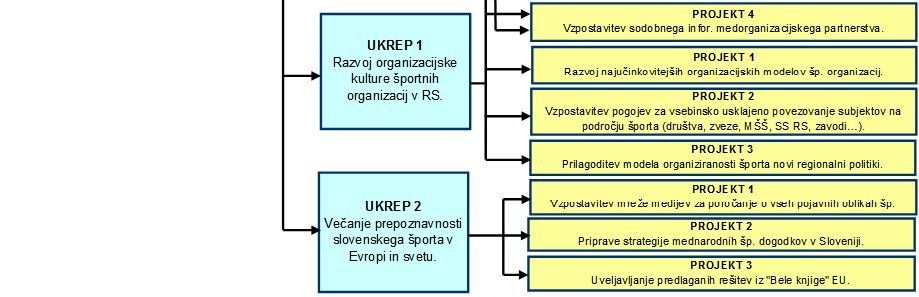 PROJEKT 4
Vzpostavitev sodobnega infor. medorganizacijskega partnerstva.
UKREP 1
Razvoj organizacijske
kulture športnih
organizacij v RS.
PROJEKT 1
Razvoj najučinkovitejših organizacijskih modelov šp. organizacij.
PROJEKT 2
Vzpostavitev pogojev za vsebinsko usklajeno povezovanje subjektov na
področju športa (društva, zveze, MŠŠ, SS RS, zavodi...).
PROJEKT 3
Prilagoditev modela organiziranosti športa novi regionalni politiki.
UKREP 2
Večanje prepoznavnosti
slovenskega športa v
Evropi in svetu.
PROJEKT 1
Vzpostavitev mreže medijev za poročanje o vseh pojavnih oblikah šp.
PROJEKT 2
Priprave strategije mednarodnih šp. dogodkov v Sloveniji.
PROJEKT 3
Uveljavljanje predlaganih rešitev iz "Bele knjige" EU.